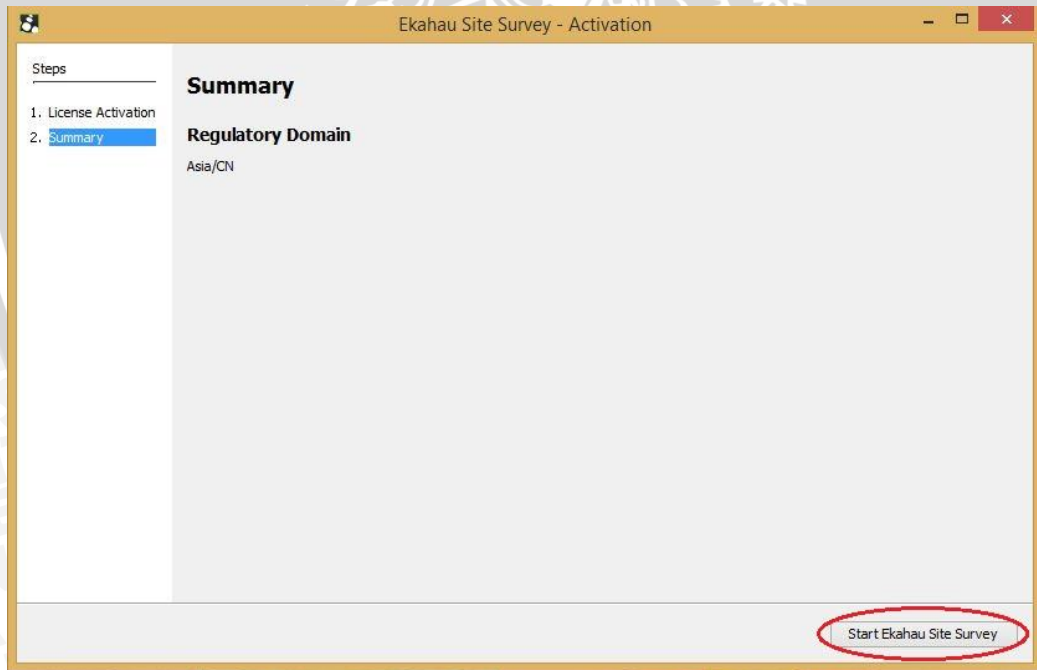 Ekahau Site Survey - Activation
Steps
1. License Activation
2. Summary
Summary
Regulatory Domain
Asia/CN
Start Ekahau Site Survey